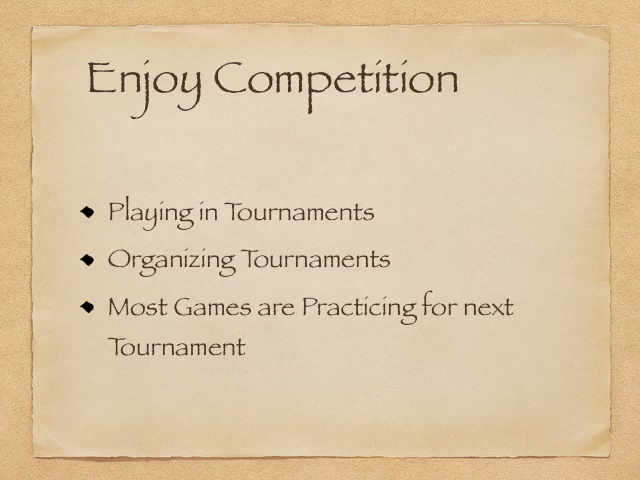 Enjoy Competition
Playing in Tournaments
Organizing Tournaments
Most Games are Practicing for next
Tournament